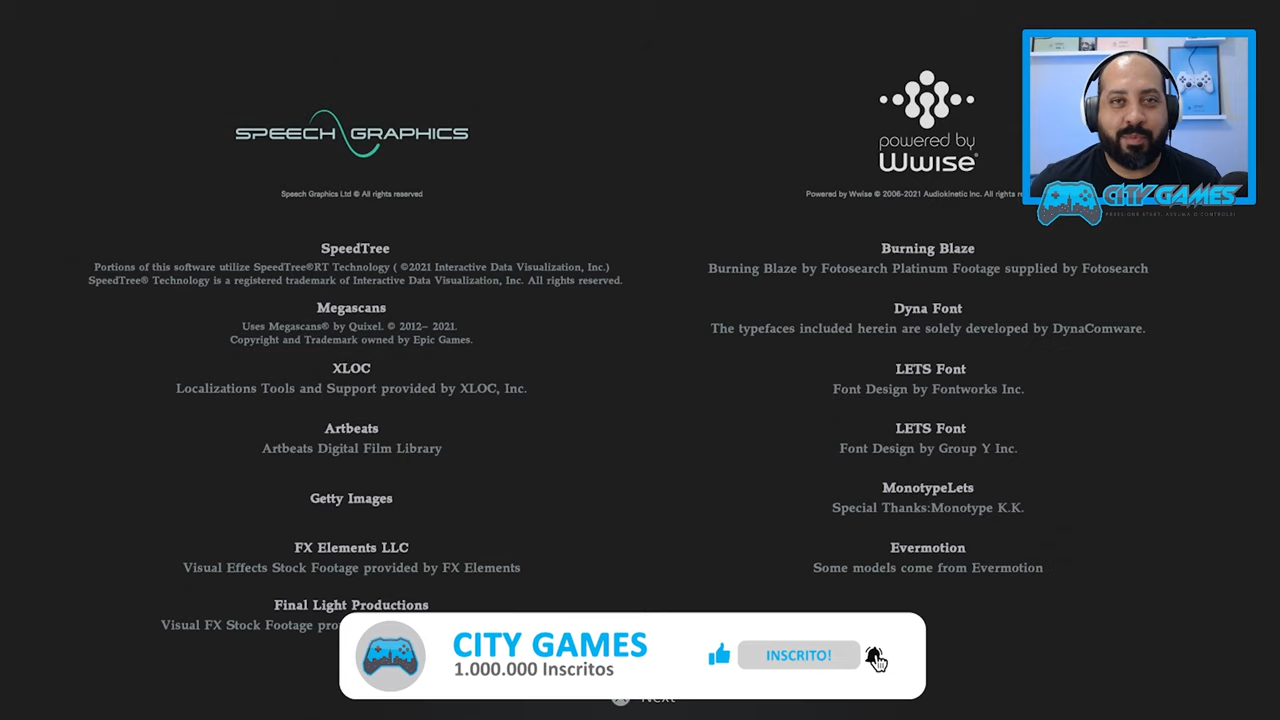 SPEECH GRAPHICS
Speech Graphics Ltd © All rights reserved
SpeedTree
Portions of this software utilize SpeedTree®RT Technology ( ©2021 Interactive Data Visualization, Inc.)
SpeedTree® Technology is a registered trademark of Interactive Data Visualization, Inc. All rights reserved.
Megascans
Uses Megascans® by Quixel. © 2012– 2021.
Copyright and Trademark owned by Epic Games.
XLOC
Localizations Tools and Support provided by XLOC, Inc.
Artbeats
Artbeats Digital Film Library
Getty Images
FX Elements LLC
Visual Effects Stock Footage provided by FX Elements
Final Light Productions
Visual FX Stock Footage
powered by
Wwise®
Powered by Wwise © 2006-2021 Audiokinetic Inc. All rights
Burning Blaze
Burning Blaze by Fotosearch Platinum Footage supplied by Fotosearch
Dyna Font
The typefaces included herein are solely developed by DynaComware.
LETS Font
Font Design by Fontworks Inc.
LETS Font
Font Design by Group Y Inc.
MonotypeLets
Special Thanks:Monotype K.K.
Evermotion
Some models come from Evermotion
CITY GAMES
PRESSIONE START, ASSUMA O CONTROLE!
CITY GAMES
1.000.000 Inscritos
INSCRITO!
Next